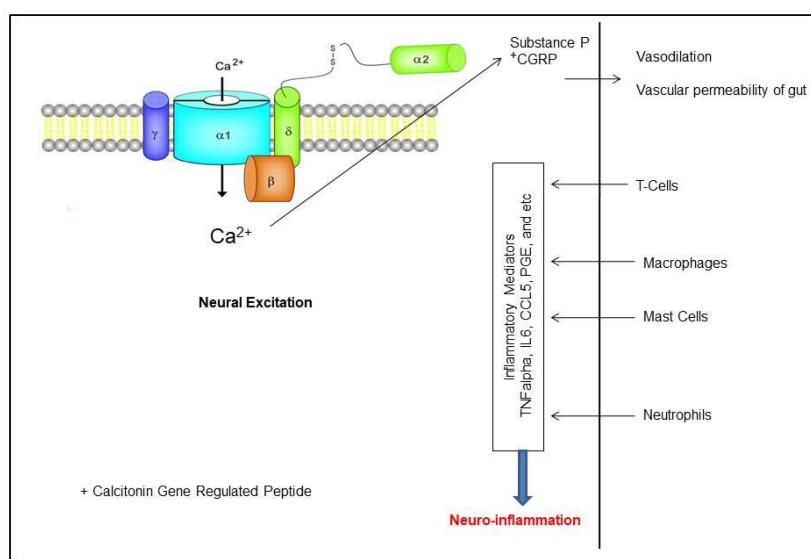 Ca2+
S
S
α2
γ
α1
δ
β
Ca2+
Neural Excitation
+ Calcitonin Gene Regulated Peptide
Substance P
+CGRP
Vasodilation
Vascular permeability of gut
Inflammatory Mediators
TNFalpha, IL6, CCL5, PGE, and etc
T-Cells
Macrophages
Mast Cells
Neutrophils
Neuro-inflammation